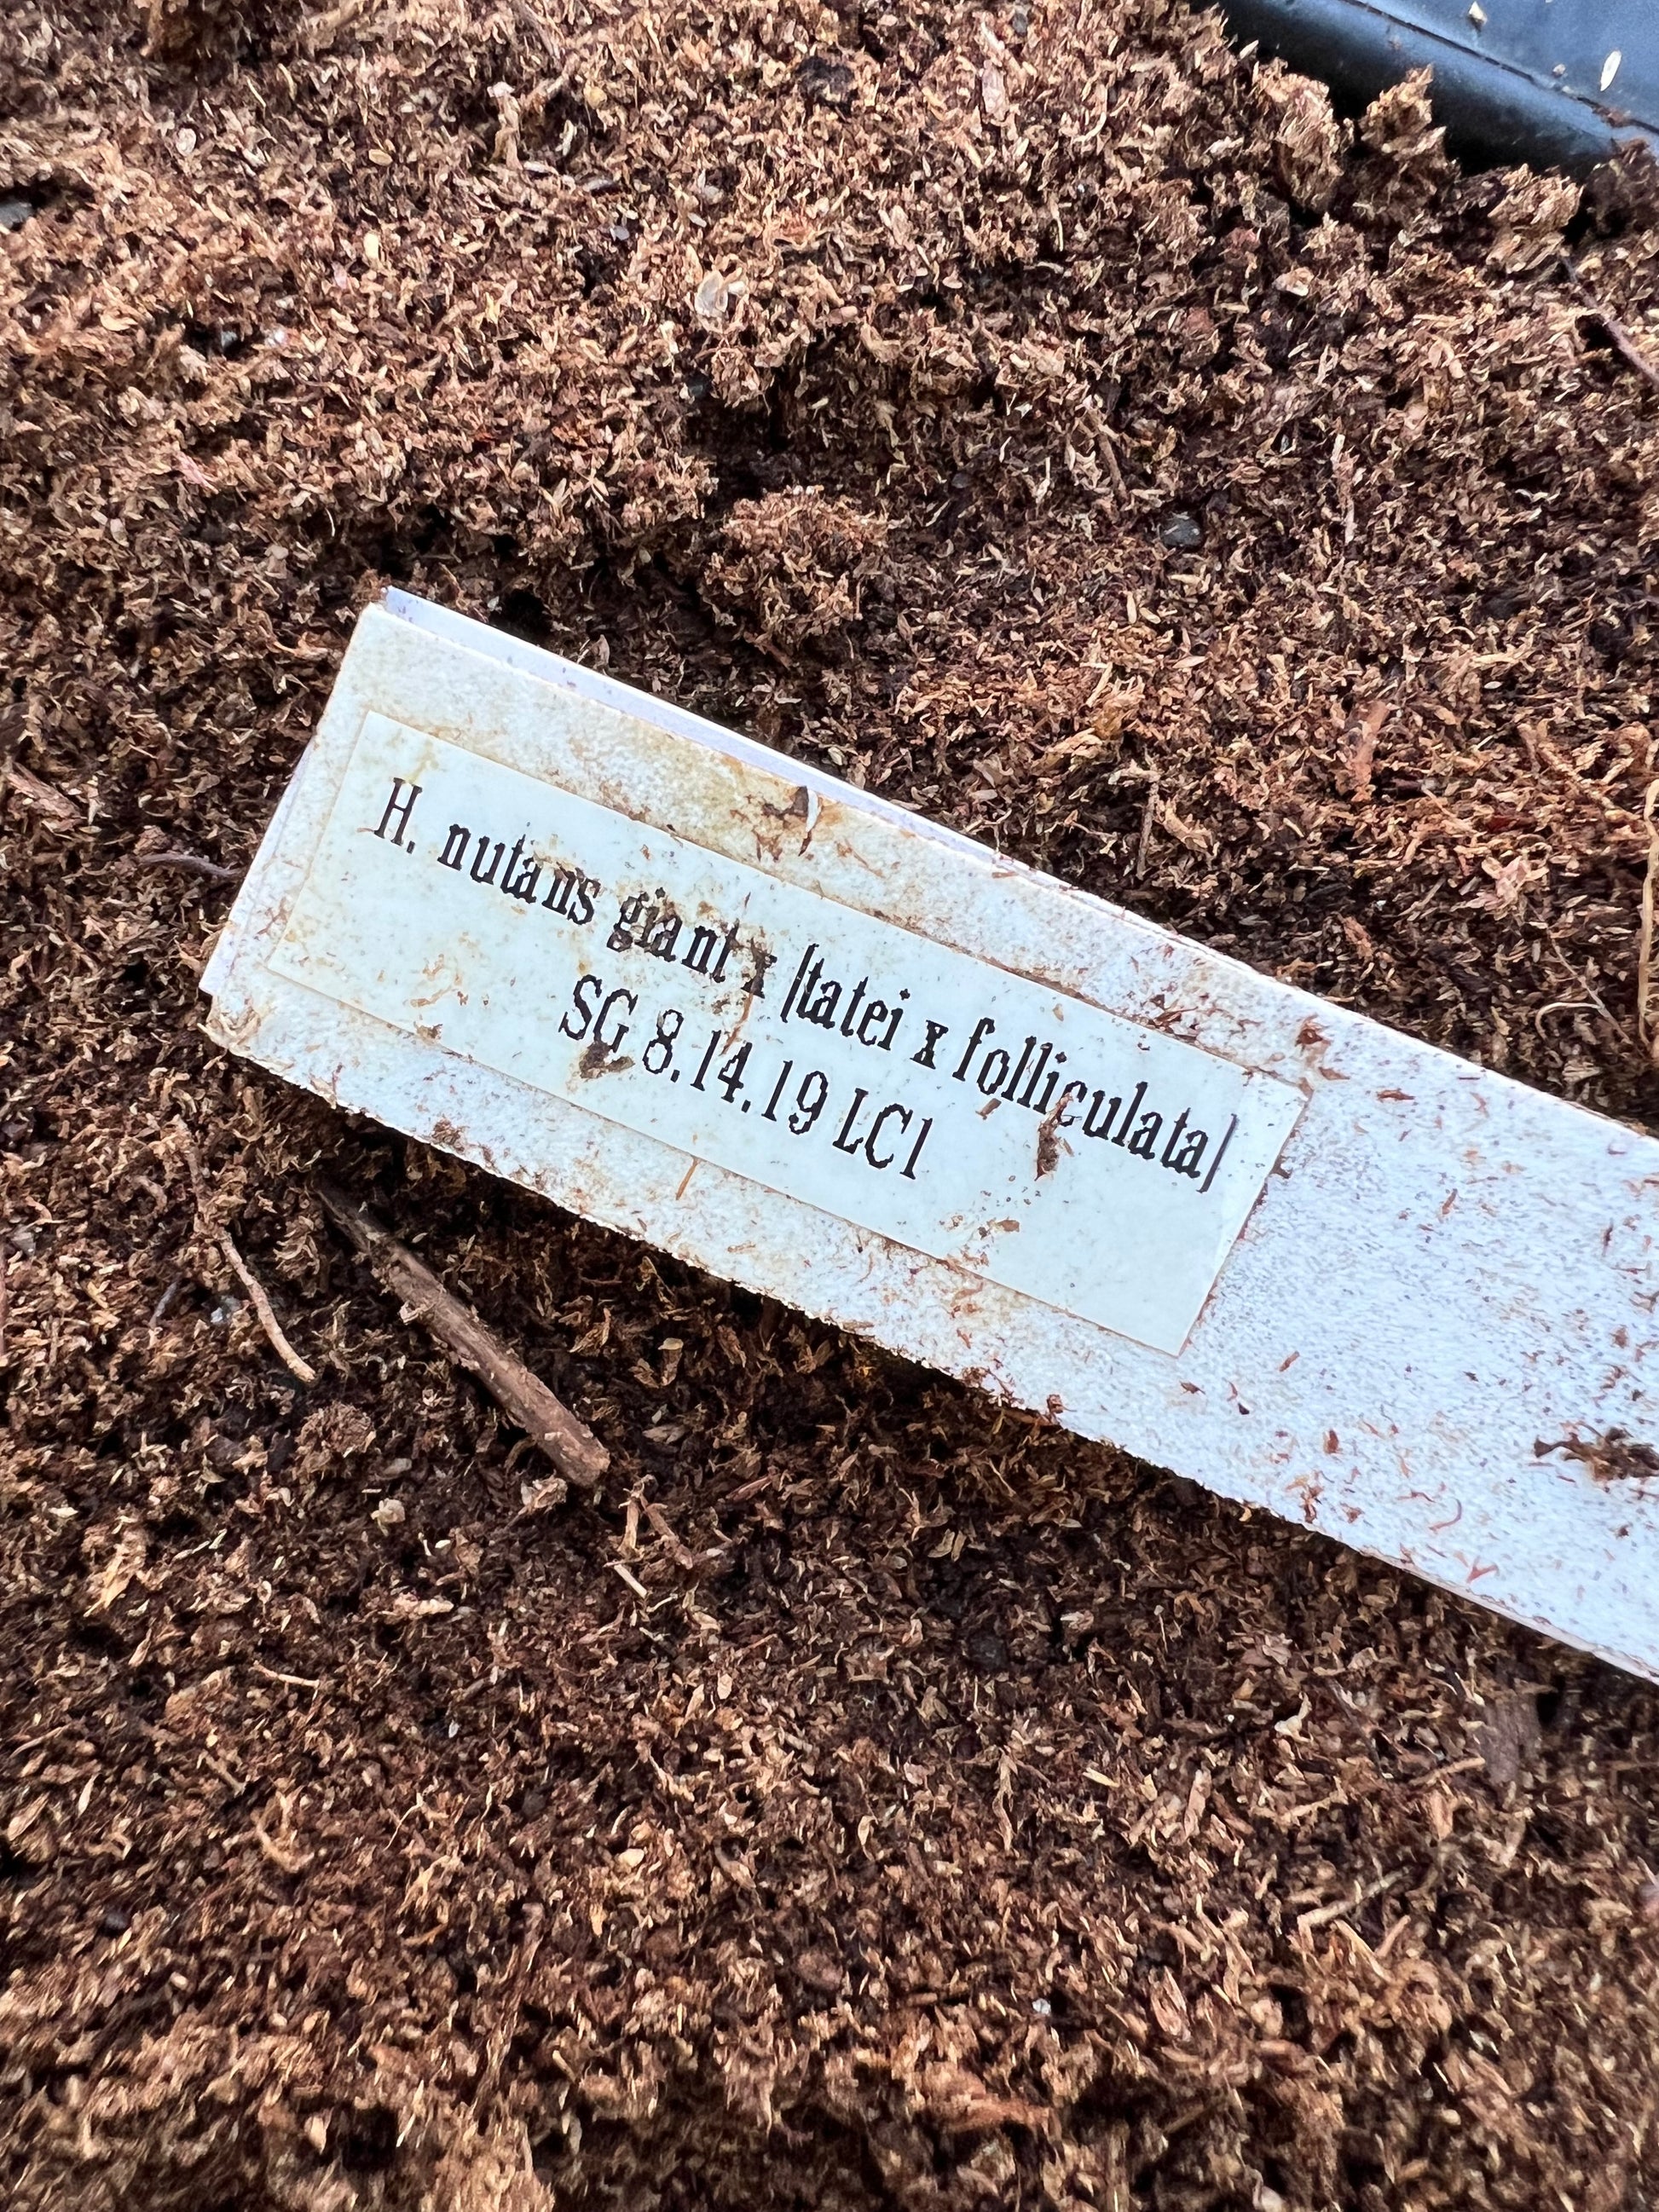 H. nutans giant x |tatei x folliculata|
SG 8.14.19 LC1